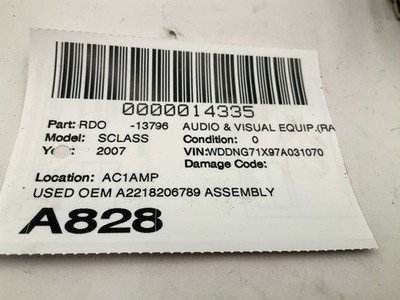 0000014335
Part: RDO -13796 AUDIO & VISUAL EQUIP.(RA
Model: SCLASS Condition: 0
Year: 2007 VIN:WDDNG71X97A031070
Damage Code:
Location: AC1AMP
USED OEM A2218206789 ASSEMBLY
A828